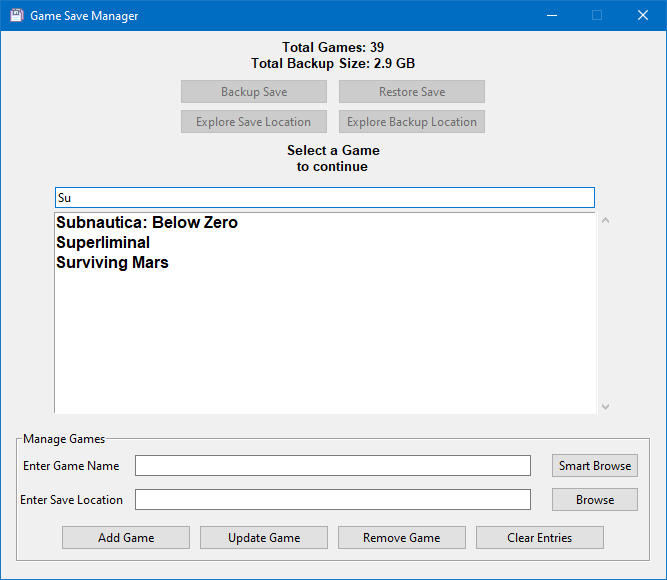 Game Save Manager
Total Games: 39
Total Backup Size: 2.9 GB
Backup Save Restore Save
Explore Save Location Explore Backup Location
Select a Game
to continue
Su
Subnautica: Below Zero
Superliminal
Surviving Mars
Manage Games
Enter Game Name Smart Browse
Enter Save Location Browse
Add Game Update Game Remove Game Clear Entries